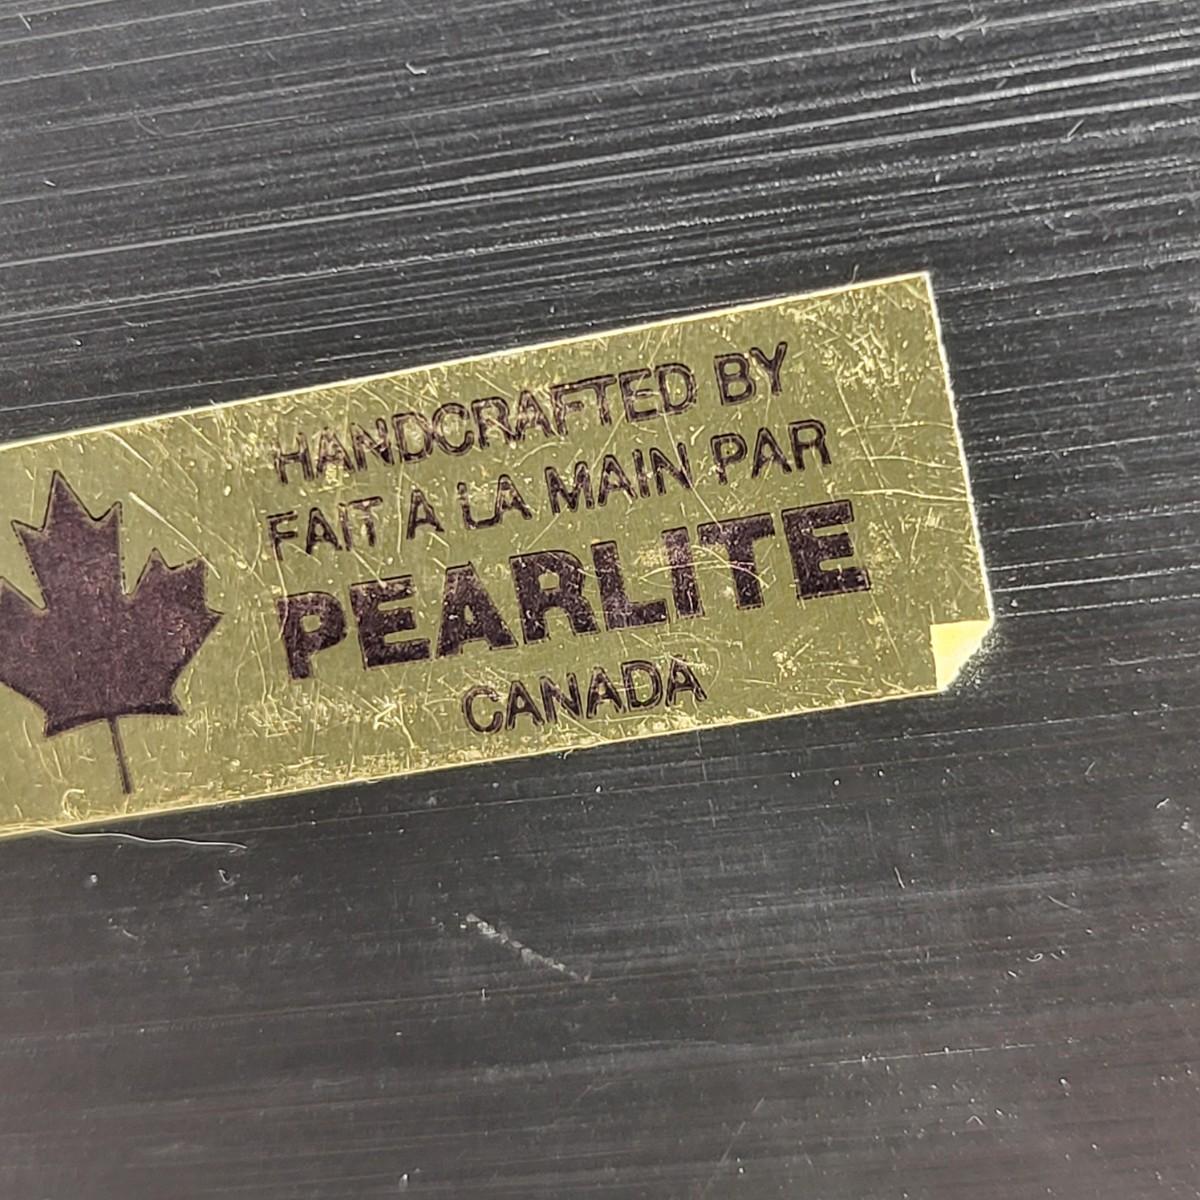 HANDCRAFTED BY
FAIT A LA MAIN PAR
PEARLITE
CANADA